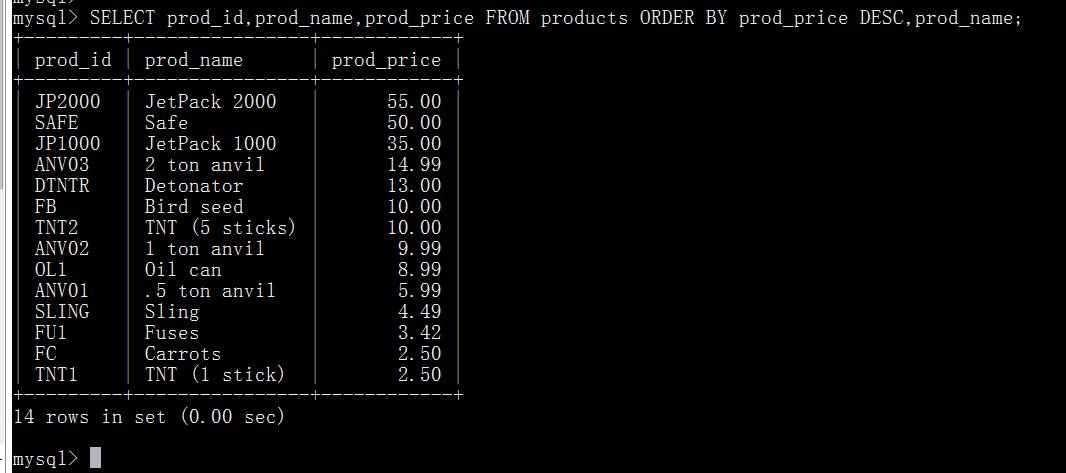 mysql>
mysql> SELECT prod_id,prod_name,prod_price FROM products ORDER BY prod_price DESC,prod_name;
+---------+----------------+------------+
| prod_id | prod_name      | prod_price |
+---------+----------------+------------+
| JP2000  | JetPack 2000   |      55.00 |
| SAFE    | Safe           |      50.00 |
| JP1000  | JetPack 1000   |      35.00 |
| ANV03   | 2 ton anvil    |      14.99 |
| DTNTR   | Detonator      |      13.00 |
| FB      | Bird seed      |      10.00 |
| TNT2    | TNT (5 sticks) |      10.00 |
| ANV02   | 1 ton anvil    |       9.99 |
| OL1     | Oil can        |       8.99 |
| ANV01   | .5 ton anvil   |       5.99 |
| SLING   | Sling          |       4.49 |
| FU1     | Fuses          |       3.42 |
| FC      | Carrots        |       2.50 |
| TNT1    | TNT (1 stick)  |       2.50 |
+---------+----------------+------------+
14 rows in set (0.00 sec)
mysql>